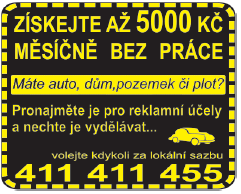 ZÍSKEJTE AŽ 5000 KČ
MĚSÍČNĚ BEZ PRÁCE
Máte auto, dům,pozemek či plot?
Pronajměte je pro reklamní účely
a nechte je vydělávat...
volejte kdykoli za lokální sazbu
411 411 455